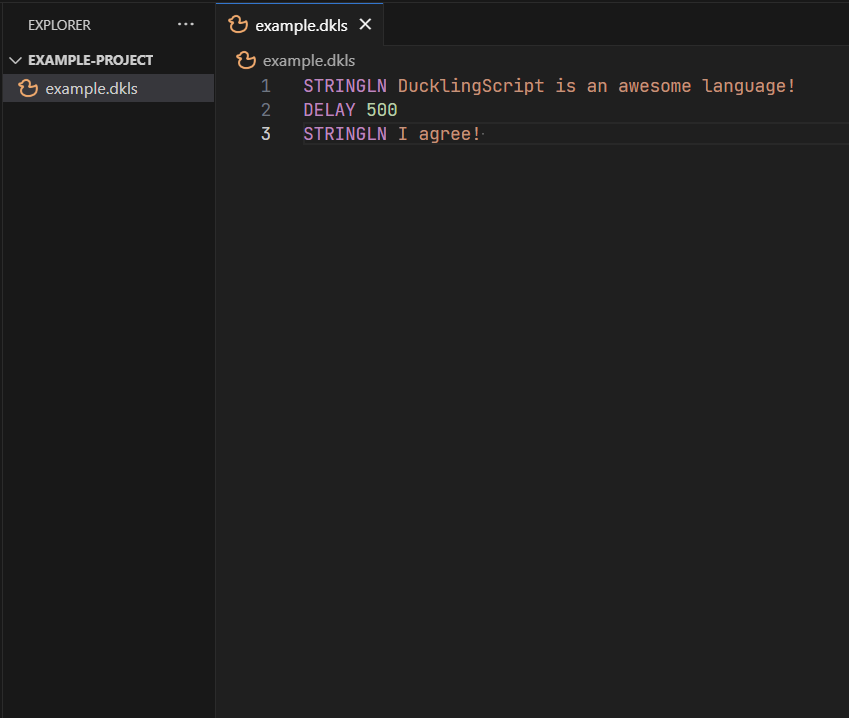 EXPLORER ···
EXAMPLE-PROJECT
example.dkls
example.dkls
example.dkls
1 STRINGLN DucklingScript is an awesome language!
2 DELAY 500
3 STRINGLN I agree!